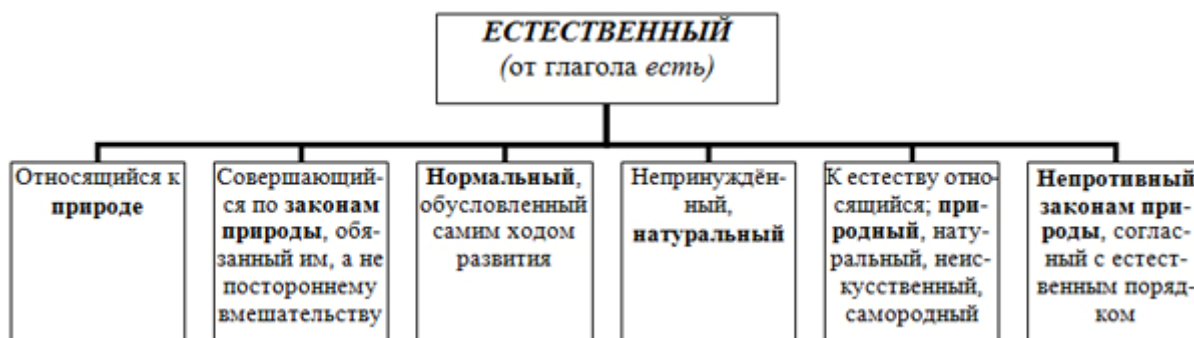 ЕСТЕСТВЕННЫЙ
(от глагола есть)
Относящийся к
природе
Совершающий-
ся по законам
природы, обя-
занный им, а не
постороннему
вмешательству
Нормальный,
обусловленный
самим ходом
развития
Непринуждён-
ный,
натуральный
К естеству отно-
сящийся; при-
родный, нату-
ральный, неис-
кусственный,
самородный
Непротивный
законам при-
роды, соглас-
ный с естест-
венным поряд-
ком